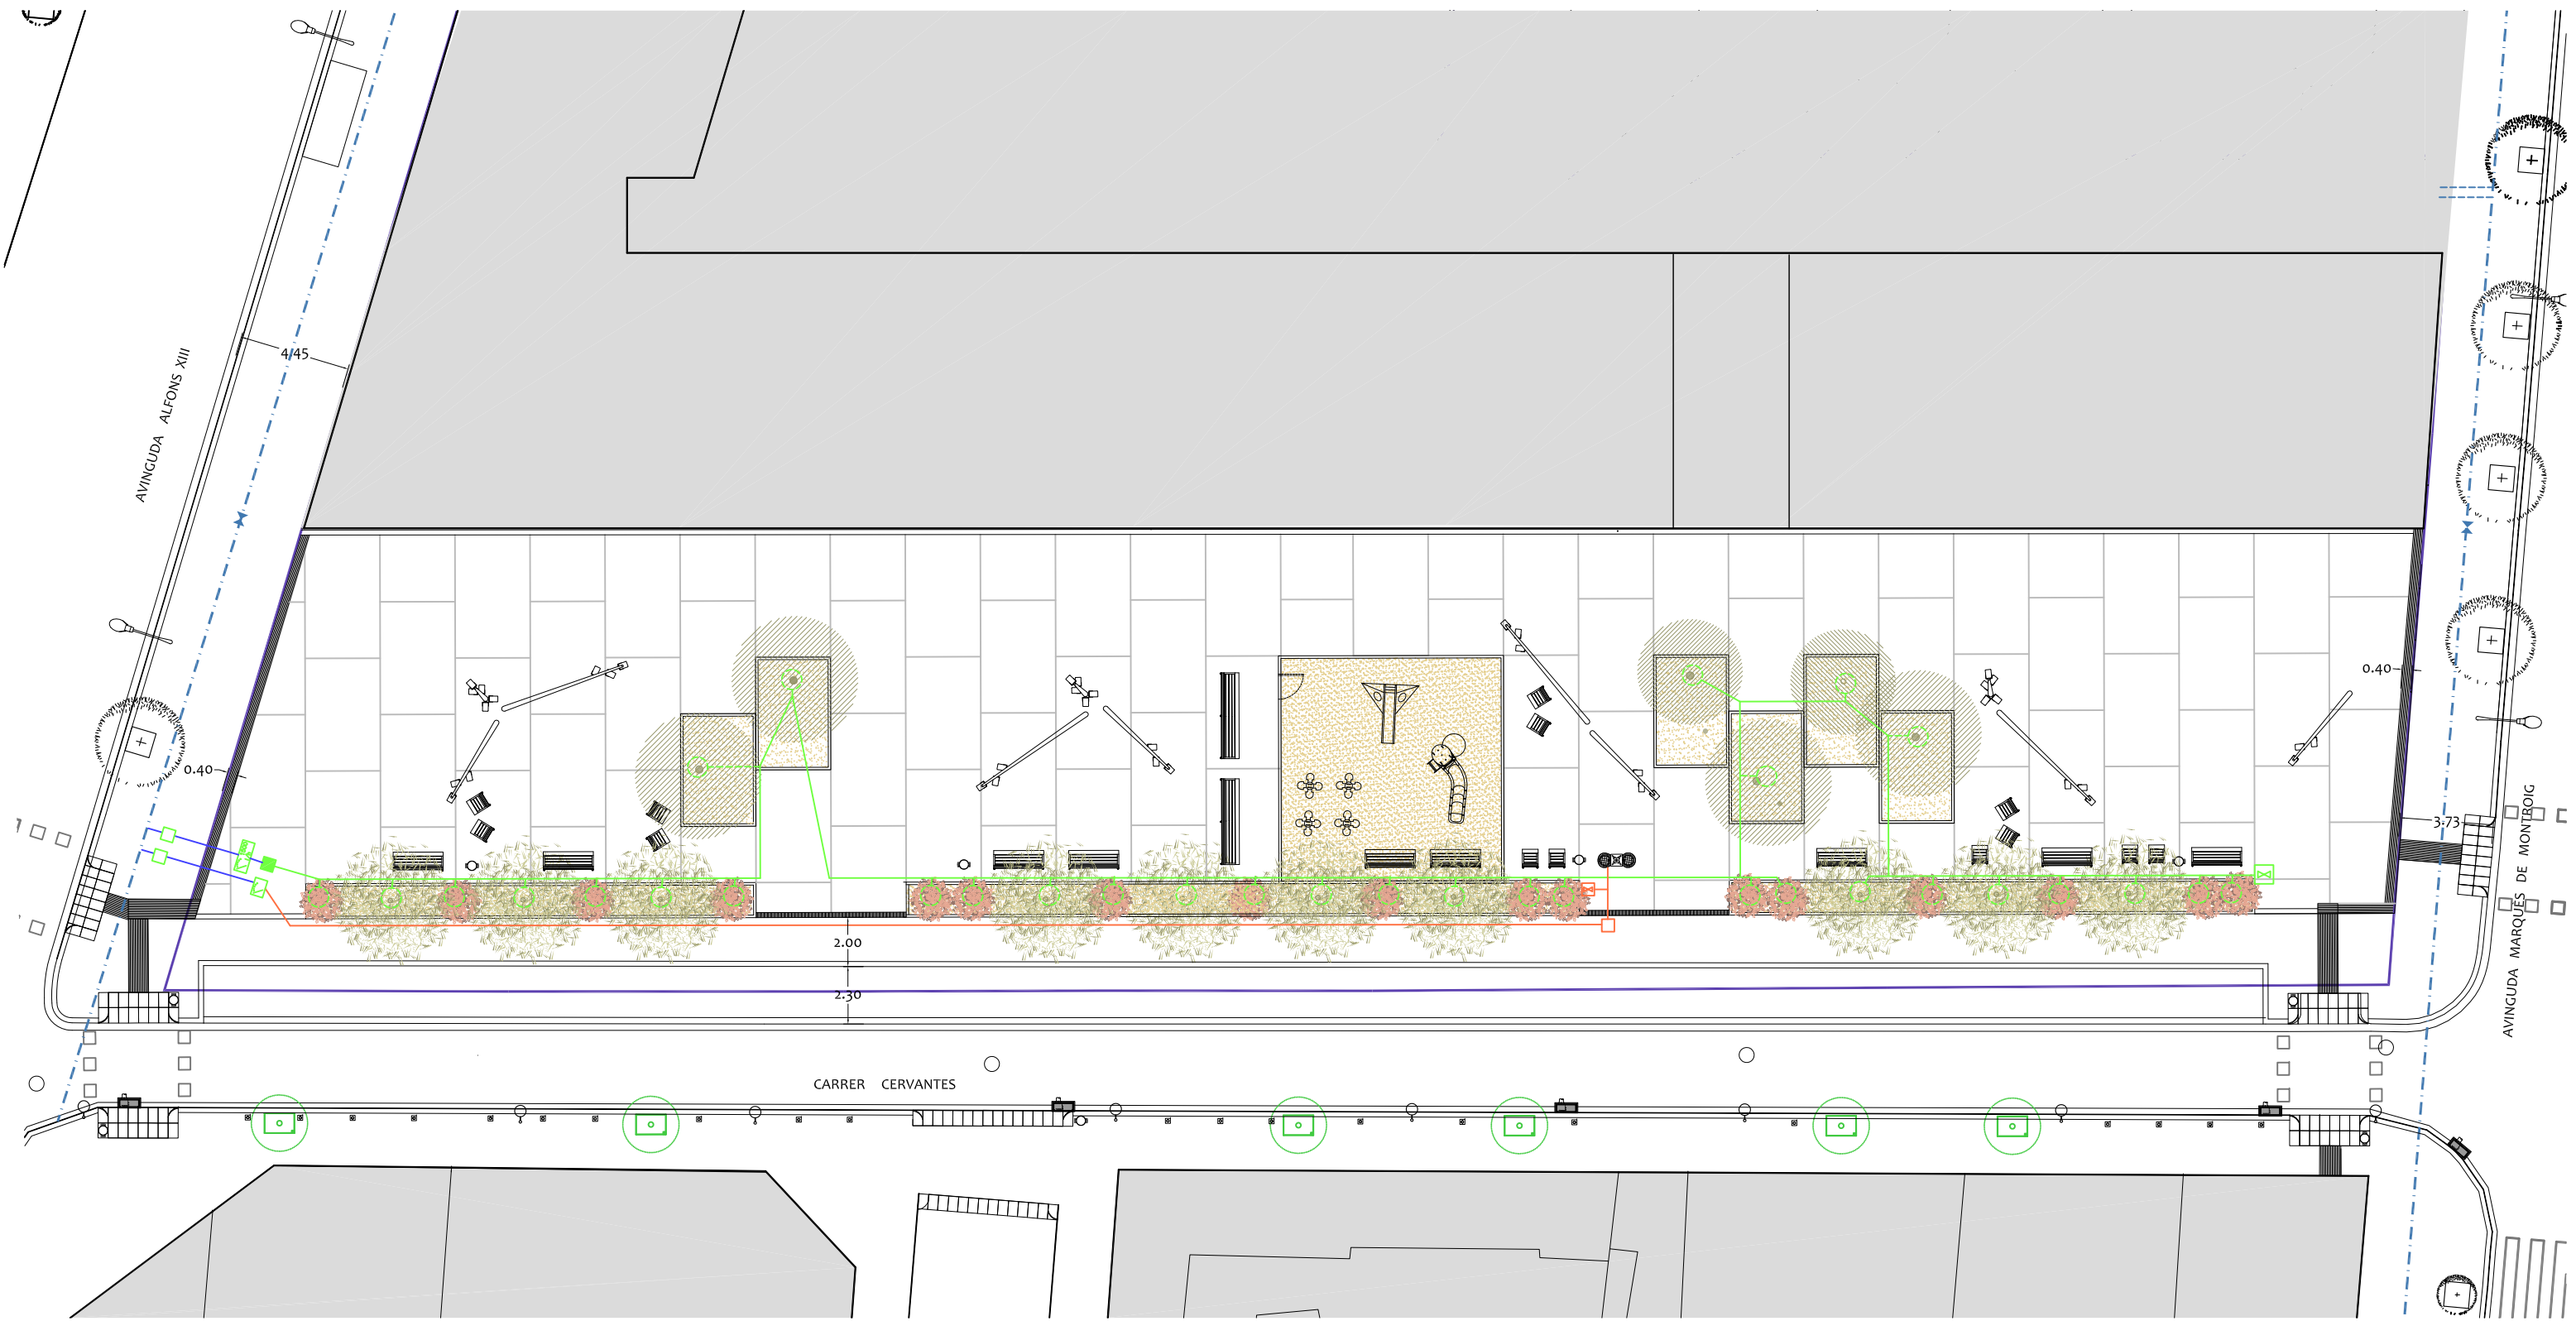 4.45
AVINGUDA ALFONS XIII
0.40
0.40
3.73
AVINGUDA MARQUÈS DE MONTROIG
2.00
2.30
CARRER CERVANTES